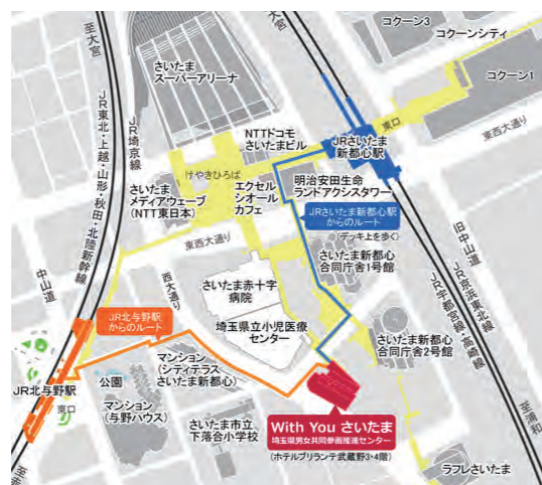 至大宮
至大宮
コクーン3
コクーンシティ
コクーン1
さいたま
スーパーアリーナ
JR東北・上越・山形・秋田・北陸新幹線
JR埼京線
NTTドコモ
さいたまビル
東口
JRさいたま
新都心駅
東西大通り
けやきひろば
さいたま
メディアウェーブ
(NTT東日本)
エクセル
シオール
カフェ
明治安田生命
ランドアクシスタワー
JRさいたま新都心駅
からのルート
(デッキ上を歩く)
旧中山道
東西大通り
さいたま新都心
合同庁舎1号館
中山道
西大通り
さいたま赤十字
病院
JR京浜東北線
JR宇都宮線・高崎線
JR北与野駅
からのルート
埼玉県立小児医療
センター
さいたま新都心
合同庁舎2号館
マンション
(シティテラス
さいたま新都心)
JR北与野駅
公園
東口
マンション
(与野ハウス)
さいたま市立
下落合小学校
With You さいたま
埼玉県男女共同参画推進センター
(ホテルブリランテ武蔵野3・4階)
至浦和
ラフレさいたま